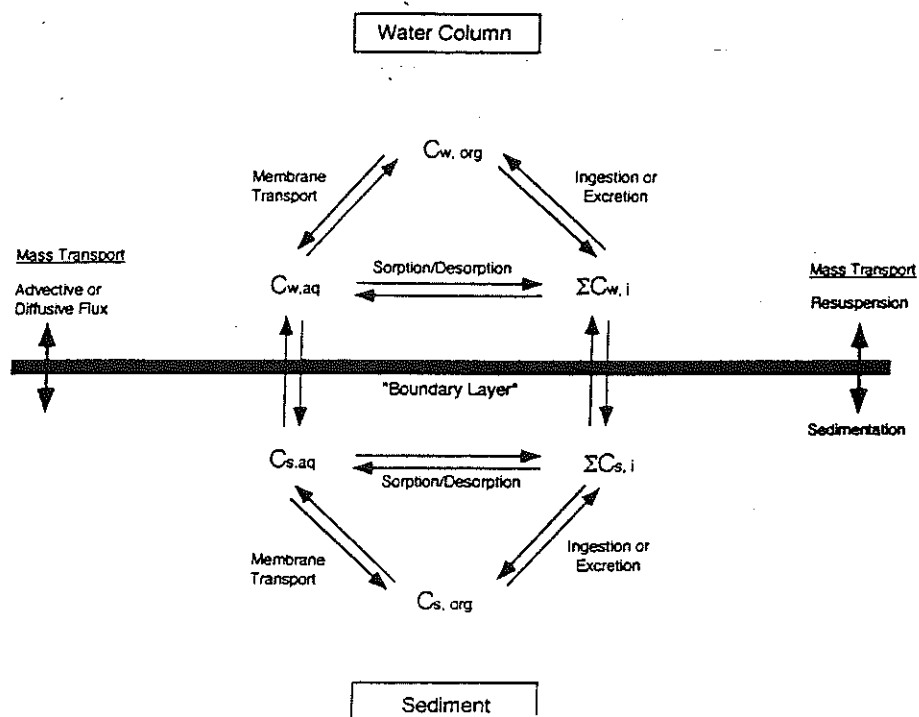 Water Column
Cw, org
Membrane
Transport
Ingestion or
Excretion
Mass Transport
Advective or
Diffusive Flux
Cw,aq
Sorption/Desorption
ΣCw, i
Mass Transport
Resuspension
"Boundary Layer"
Sedimentation
Cs,aq
Sorption/Desorption
ΣCs, i
Membrane
Transport
Ingestion or
Excretion
Cs, org
Sediment